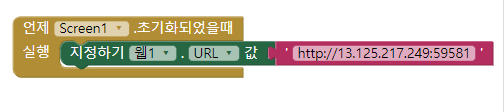 언제 Screen1 .초기화되었을때
실행 지정하기 웹1 . URL 값 ' http://13.125.217.249:59581 '